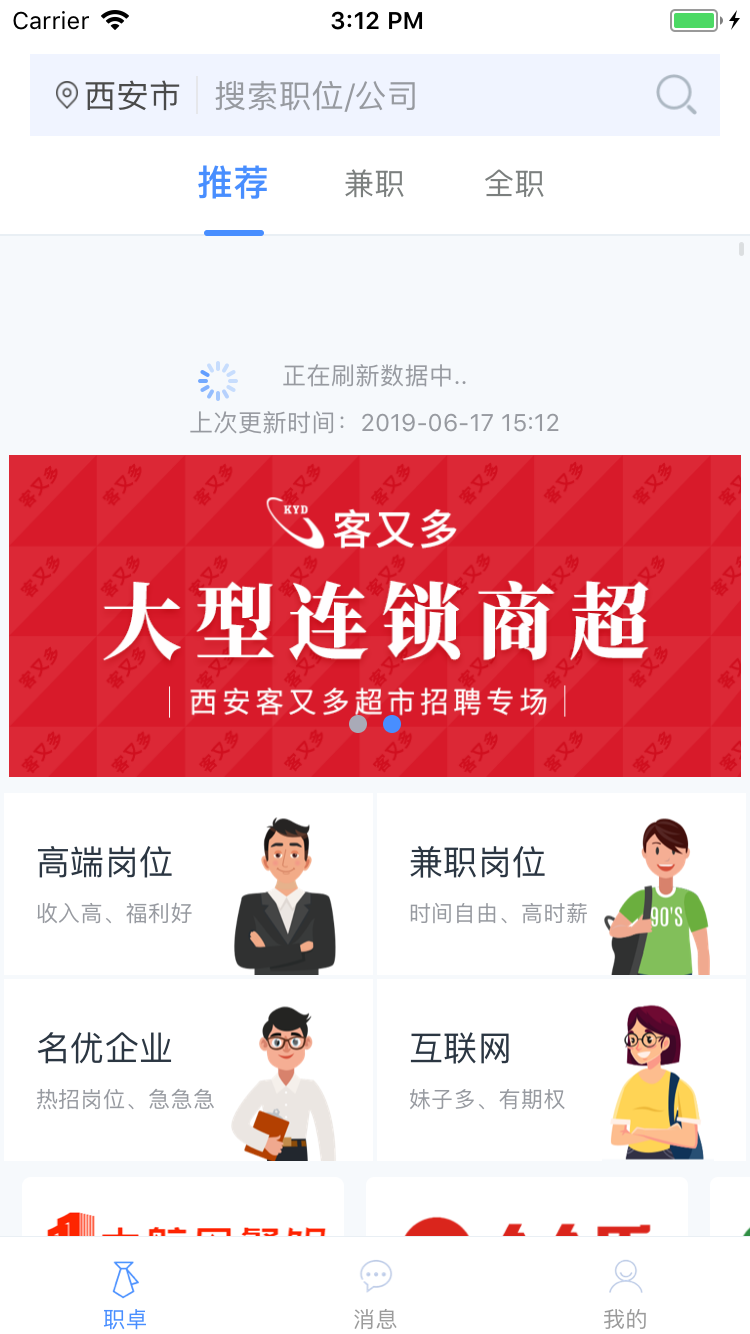 Carrier 3:12 PM
西安市 搜索职位/公司
推荐 兼职 全职
正在刷新数据中..
上次更新时间：2019-06-17 15:12
KYD 客又多
大型连锁商超
西安客又多超市招聘专场
高端岗位
收入高、福利好
兼职岗位
时间自由、高时薪
90'S
名优企业
热招岗位、急急急
互联网
妹子多、有期权
职卓 消息 我的